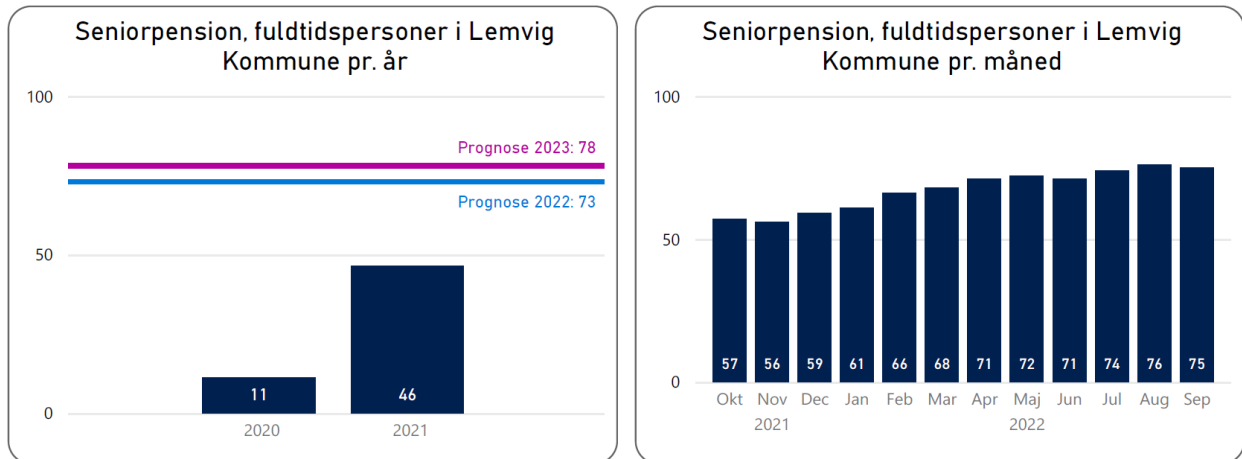 Seniorpension, fuldtidspersoner i Lemvig
Kommune pr. år
100
Prognose 2023: 78
Prognose 2022: 73
50
11
46
0
2020
2021
Seniorpension, fuldtidspersoner i Lemvig
Kommune pr. måned
100
50
57 56 59 61 66 68 71 72 71 74 76 75
0
Okt Nov Dec Jan Feb Mar Apr Maj Jun Jul Aug Sep
2021 2022